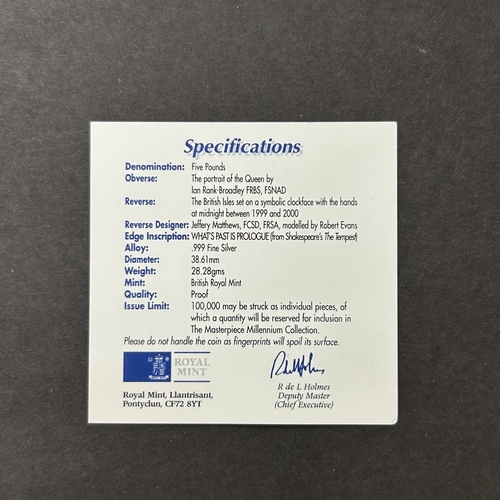 Specifications
Denomination: Five Pounds
Obverse: The portrait of the Queen by
Ian Rank-Broadley FRBS, FSNAD
Reverse: The British Isles set on a symbolic clockface with the hands
at midnight between 1999 and 2000
Reverse Designer: Jeffery Matthews, FCSD, FRSA, modelled by Robert Evans
Edge Inscription: WHAT'S PAST IS PROLOGUE (from Shakespeare's The Tempest)
Alloy: .999 Fine Silver
Diameter: 38.61mm
Weight: 28.28gms
Mint: British Royal Mint
Quality: Proof
Issue Limit: 100,000 may be struck as individual pieces, of
which a quantity will be reserved for inclusion in
The Masterpiece Millennium Collection.
Please do not handle the coin as fingerprints will spoil its surface.
ROYAL
MINT
Royal Mint, Llantrisant,
Pontyclun, CF72 8YT
R de L Holmes
Deputy Master
(Chief Executive)